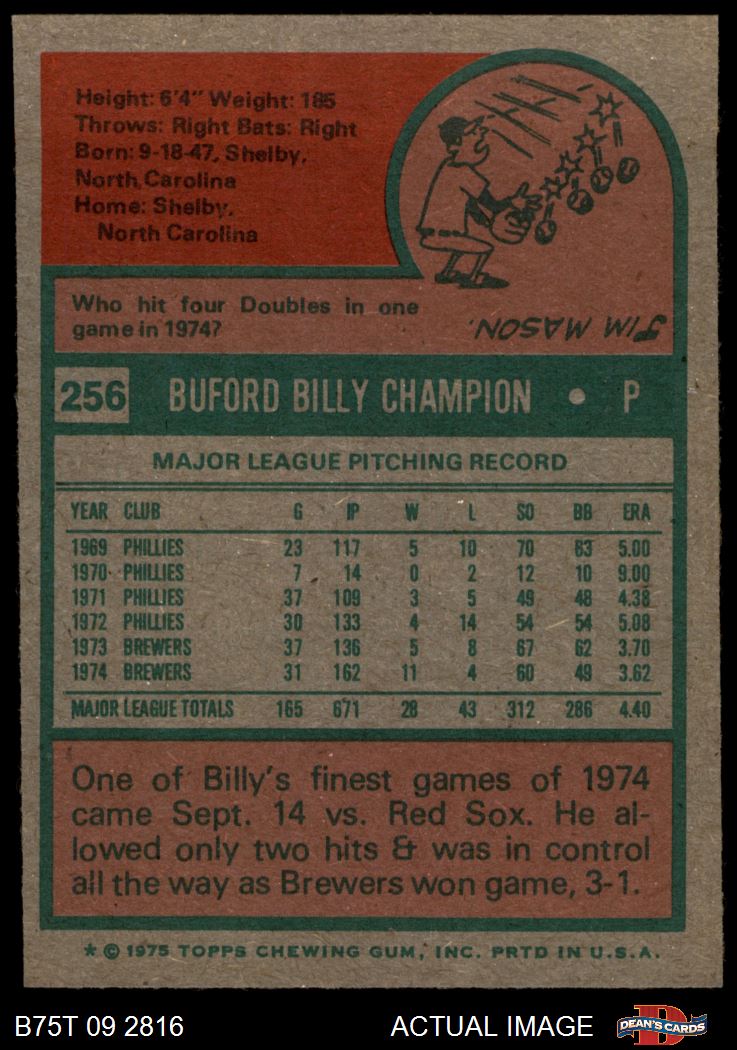 Height: 6'4" Weight: 185
Throws: Right Bats: Right
Born: 9-18-47, Shelby,
North Carolina
Home: Shelby,
North Carolina
Who hit four Doubles in one
game in 1974?
JIM MASON.
256 BUFORD BILLY CHAMPION • P
MAJOR LEAGUE PITCHING RECORD
YEAR CLUB G IP W L SO BB ERA
1969 PHILLIES 23 117 5 10 70 63 5.00
1970 PHILLIES 7 14 0 2 12 10 9.00
1971 PHILLIES 37 109 3 5 49 48 4.38
1972 PHILLIES 30 133 4 14 54 54 5.08
1973 BREWERS 37 136 5 8 67 62 3.70
1974 BREWERS 31 162 11 4 60 49 3.62
MAJOR LEAGUE TOTALS 165 671 28 43 312 286 4.40
One of Billy's finest games of 1974
came Sept. 14 vs. Red Sox. He al-
lowed only two hits & was in control
all the way as Brewers won game, 3-1.
* © 1975 TOPPS CHEWING GUM, INC. PRTD IN U.S.A.
B75T 09 2816 ACTUAL IMAGE D DEAN'S CARDS